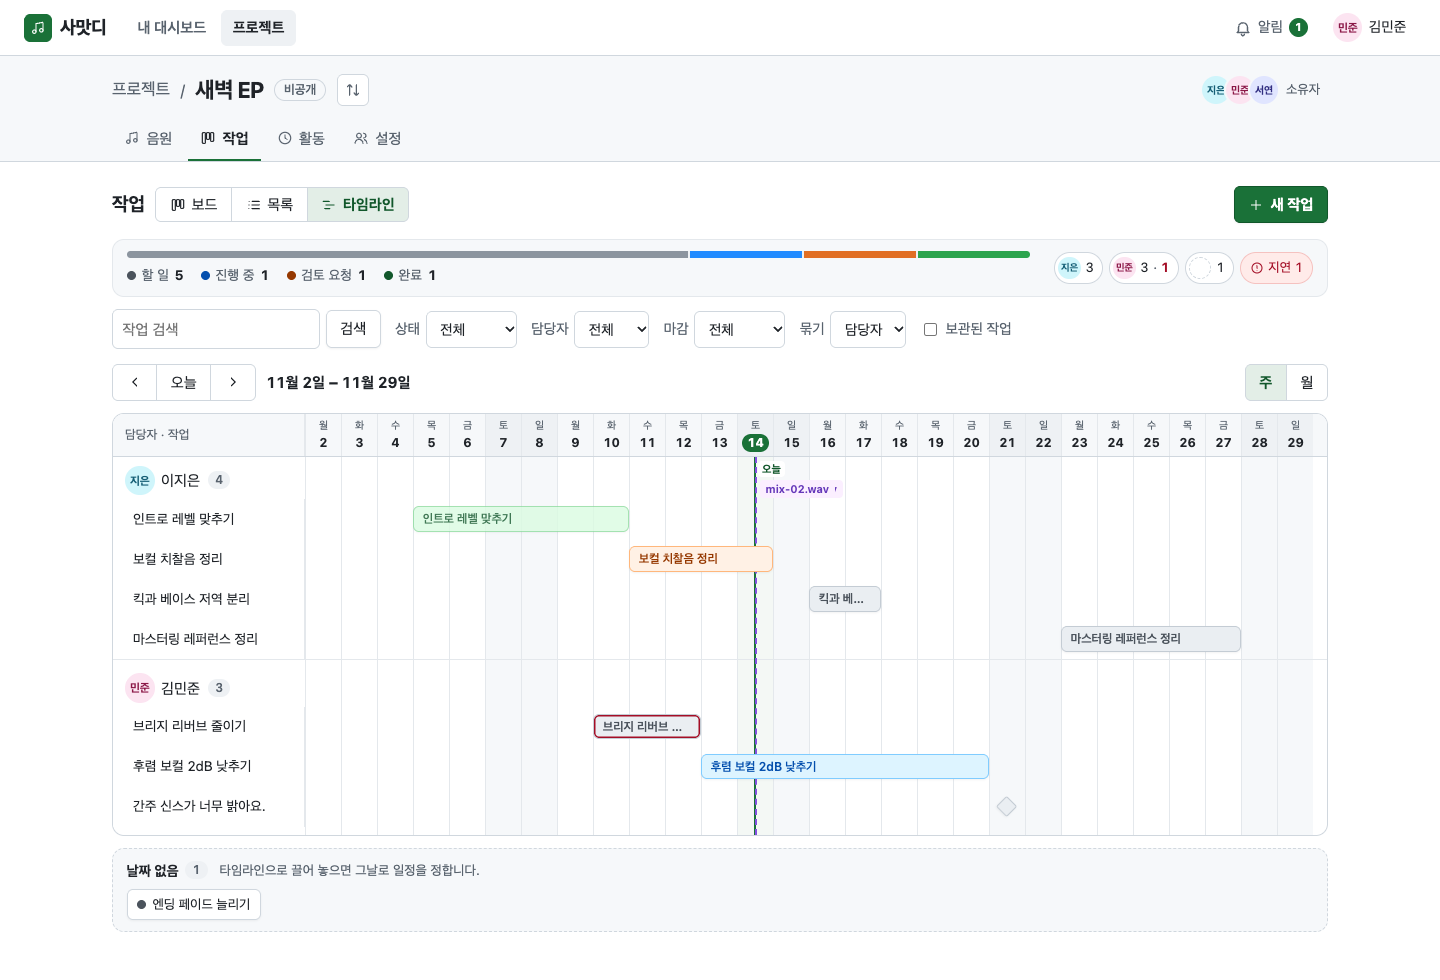 사맛디
내 대시보드
프로젝트
알림 1
민준 김민준
프로젝트 / 새벽 EP 비공개
지은 민준 서연 소유자
음원
작업
활동
설정
작업
보드
목록
타임라인
+ 새 작업
할 일 5
진행 중 1
검토 요청 1
완료 1
지은 3
민준 3 · 1
1
지연 1
작업 검색
검색
상태 전체
담당자 전체
마감 전체
묶기 담당자
보관된 작업
오늘
11월 2일 – 11월 29일
주
월
담당자 · 작업
월 화 수 목 금 토 일 월 화 수 목 금 토 일 월 화 수 목 금 토 일 월 화 수 목 금 토 일
2 3 4 5 6 7 8 9 10 11 12 13 14 15 16 17 18 19 20 21 22 23 24 25 26 27 28 29
오늘
지은 이지은 4
mix-02.wav
인트로 레벨 맞추기
인트로 레벨 맞추기
보컬 치찰음 정리
보컬 치찰음 정리
킥과 베이스 저역 분리
킥과 베...
마스터링 레퍼런스 정리
마스터링 레퍼런스 정리
민준 김민준 3
브리지 리버브 줄이기
브리지 리버브 ...
후렴 보컬 2dB 낮추기
후렴 보컬 2dB 낮추기
간주 신스가 너무 밝아요.
날짜 없음 1 타임라인으로 끌어 놓으면 그날로 일정을 정합니다.
엔딩 페이드 늘리기